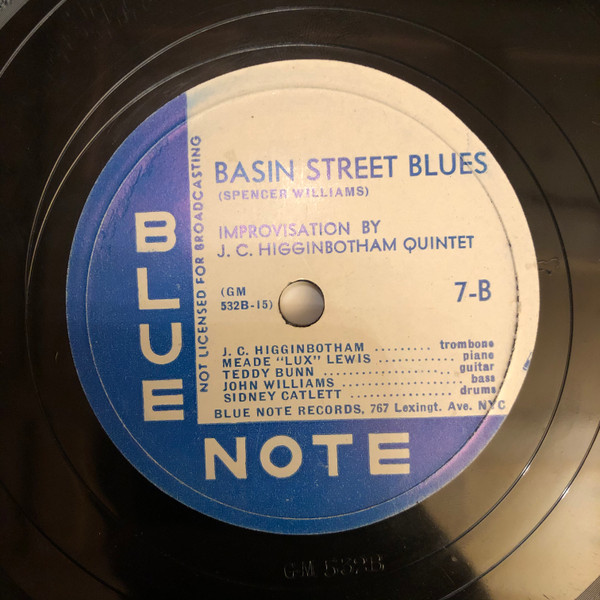 BASIN STREET BLUES
(SPENCER WILLIAMS)
IMPROVISATION BY
J. C. HIGGINBOTHAM QUINTET
(GM
532B-15)
7-B
J. C. HIGGINBOTHAM ......... trombone
MEADE "LUX" LEWIS ........... piano
TEDDY BUNN ................. guitar
JOHN WILLIAMS ................ bass
SIDNEY CATLETT .............. drums
BLUE NOTE RECORDS, 767 Lexingt. Ave. NYC
NOT LICENSED FOR BROADCASTING
BLUE
NOTE
GM 532B